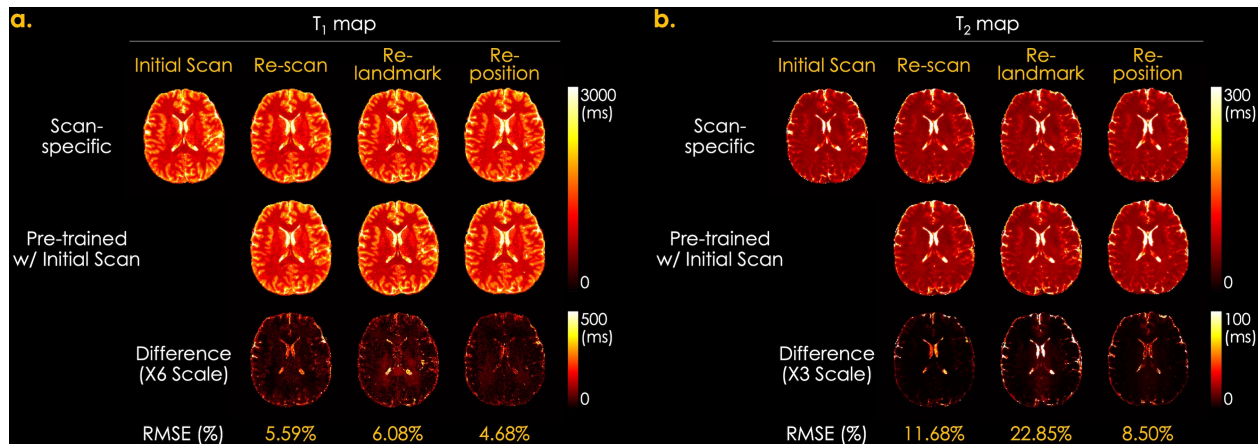 a.
T₁ map
Initial Scan Re-scan Re-landmark Re-position
Scan-specific
3000
(ms)
0
Pre-trained
w/ Initial Scan
Difference
(X6 Scale)
500
(ms)
0
RMSE (%) 5.59% 6.08% 4.68%
b.
T₂ map
Initial Scan Re-scan Re-landmark Re-position
Scan-specific
300
(ms)
0
Pre-trained
w/ Initial Scan
Difference
(X3 Scale)
100
(ms)
0
RMSE (%) 11.68% 22.85% 8.50%